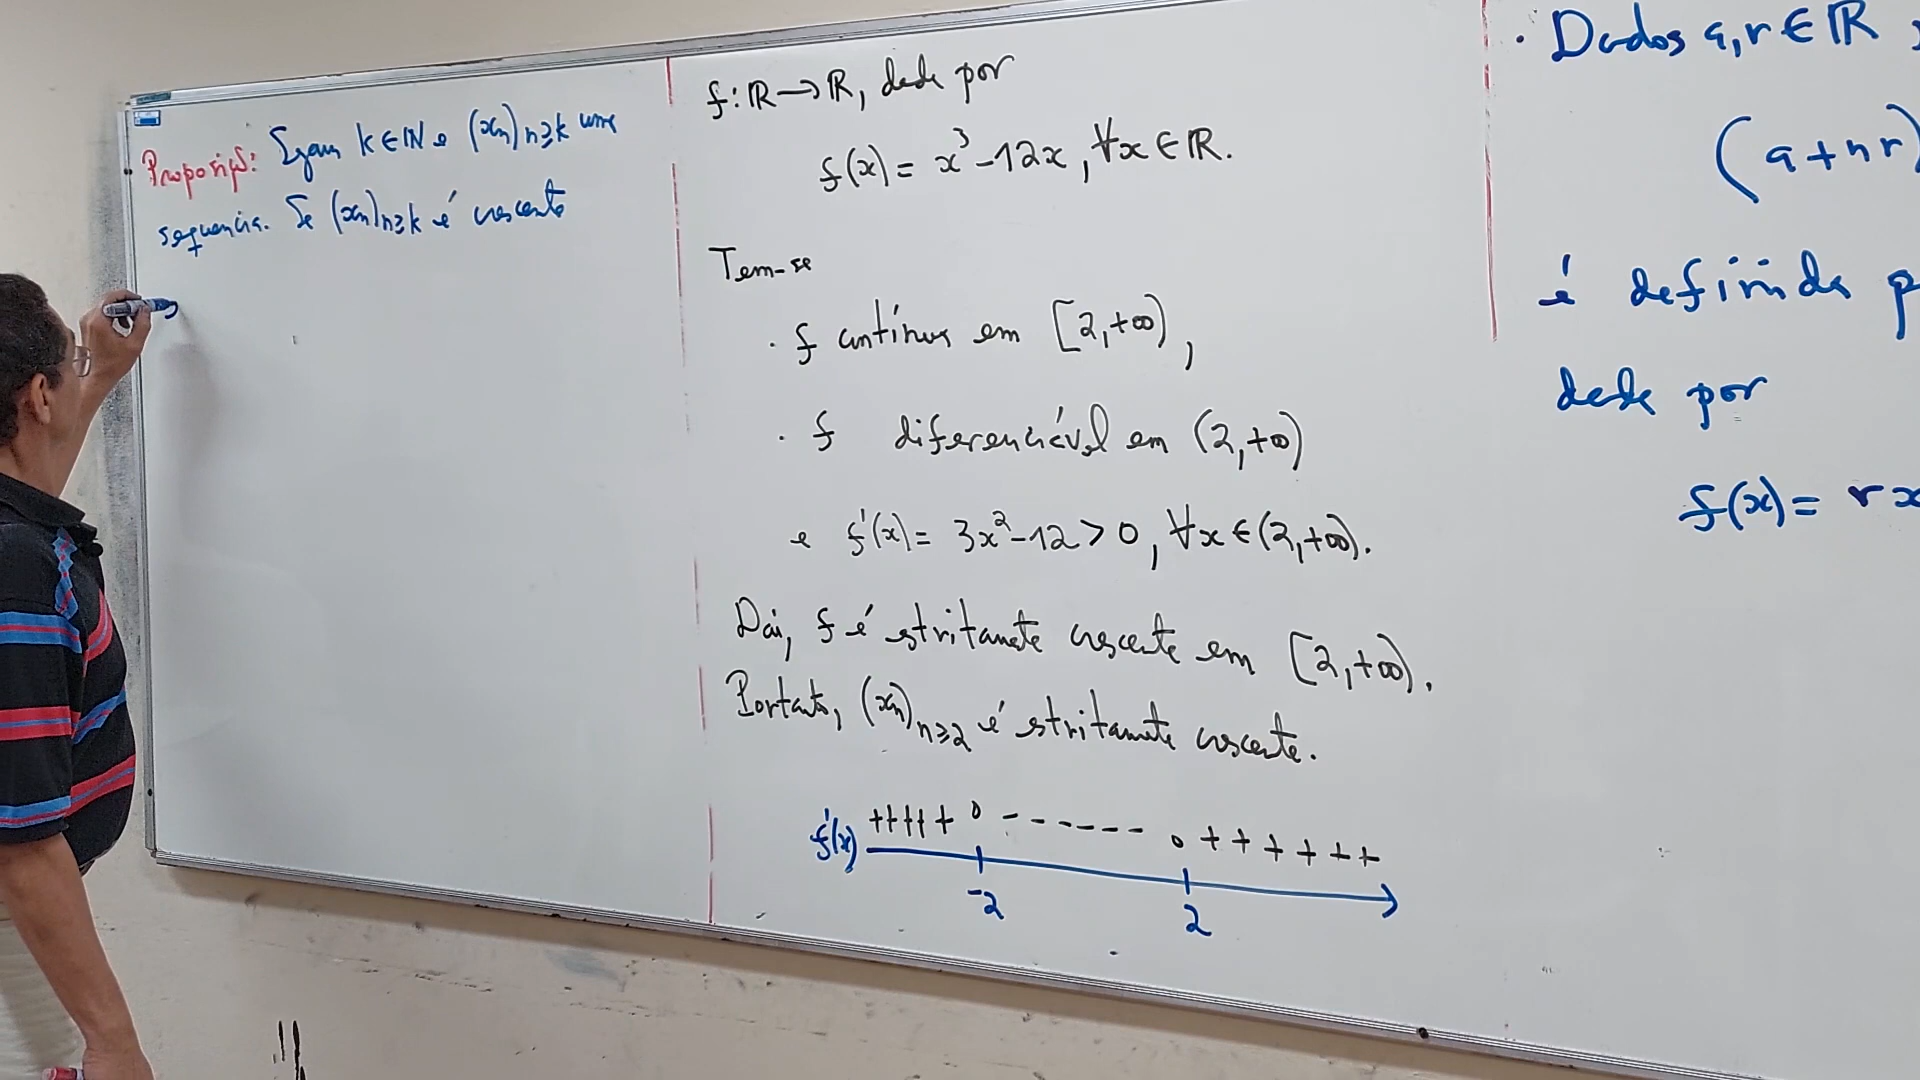 Proposição: Sejam k ∈ ℕ e (xₙ)ₙ≥ₖ uma
sequencia. Se (xₙ)ₙ≥ₖ é crescente
f: ℝ → ℝ, dada por
f(x) = x³ - 12x, ∀x ∈ ℝ.
Tem-se
· f contínua em [2, +∞),
· f diferenciável em (2, +∞)
e f'(x) = 3x² - 12 > 0, ∀x ∈ (2, +∞).
Daí, f é estritamente crescente em [2, +∞).
Portanto, (xₙ)ₙ≥₂ é estritamente crescente.
f'(x) +++++ 0 - - - - - - - 0 + + + + + +
-2 2
· Dados a, r ∈ ℝ
(a + nr)
é definida p
dada por
f(x) = rx